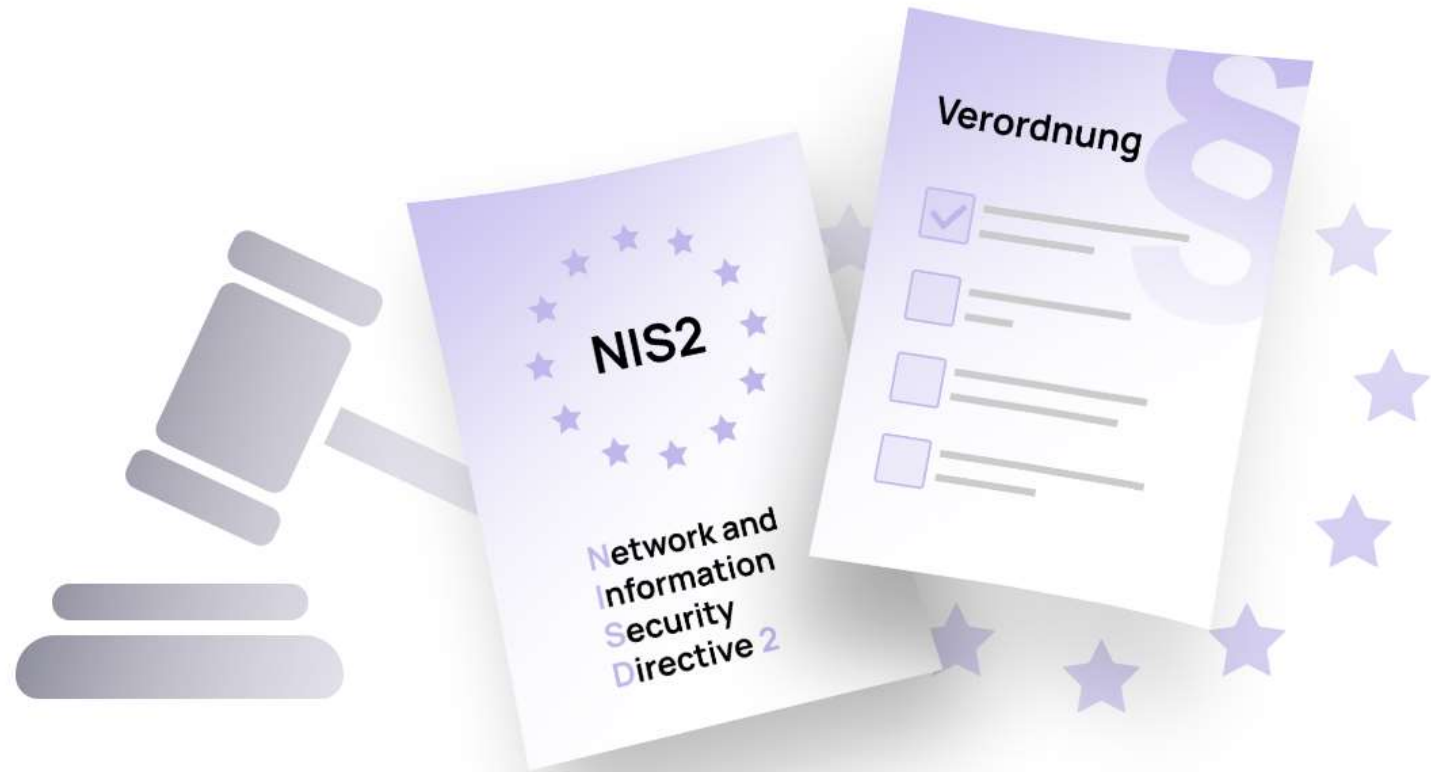 NIS2
Network and
Information
Security
Directive 2
Verordnung
§